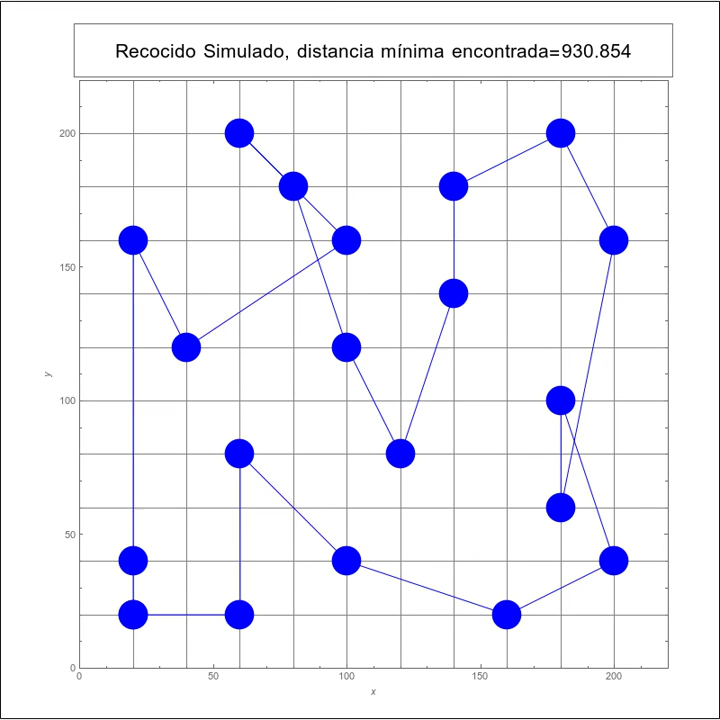 Recocido Simulado, distancia mínima encontrada=930.854
200
150
100
50
0
y
0 50 100 150 200
x